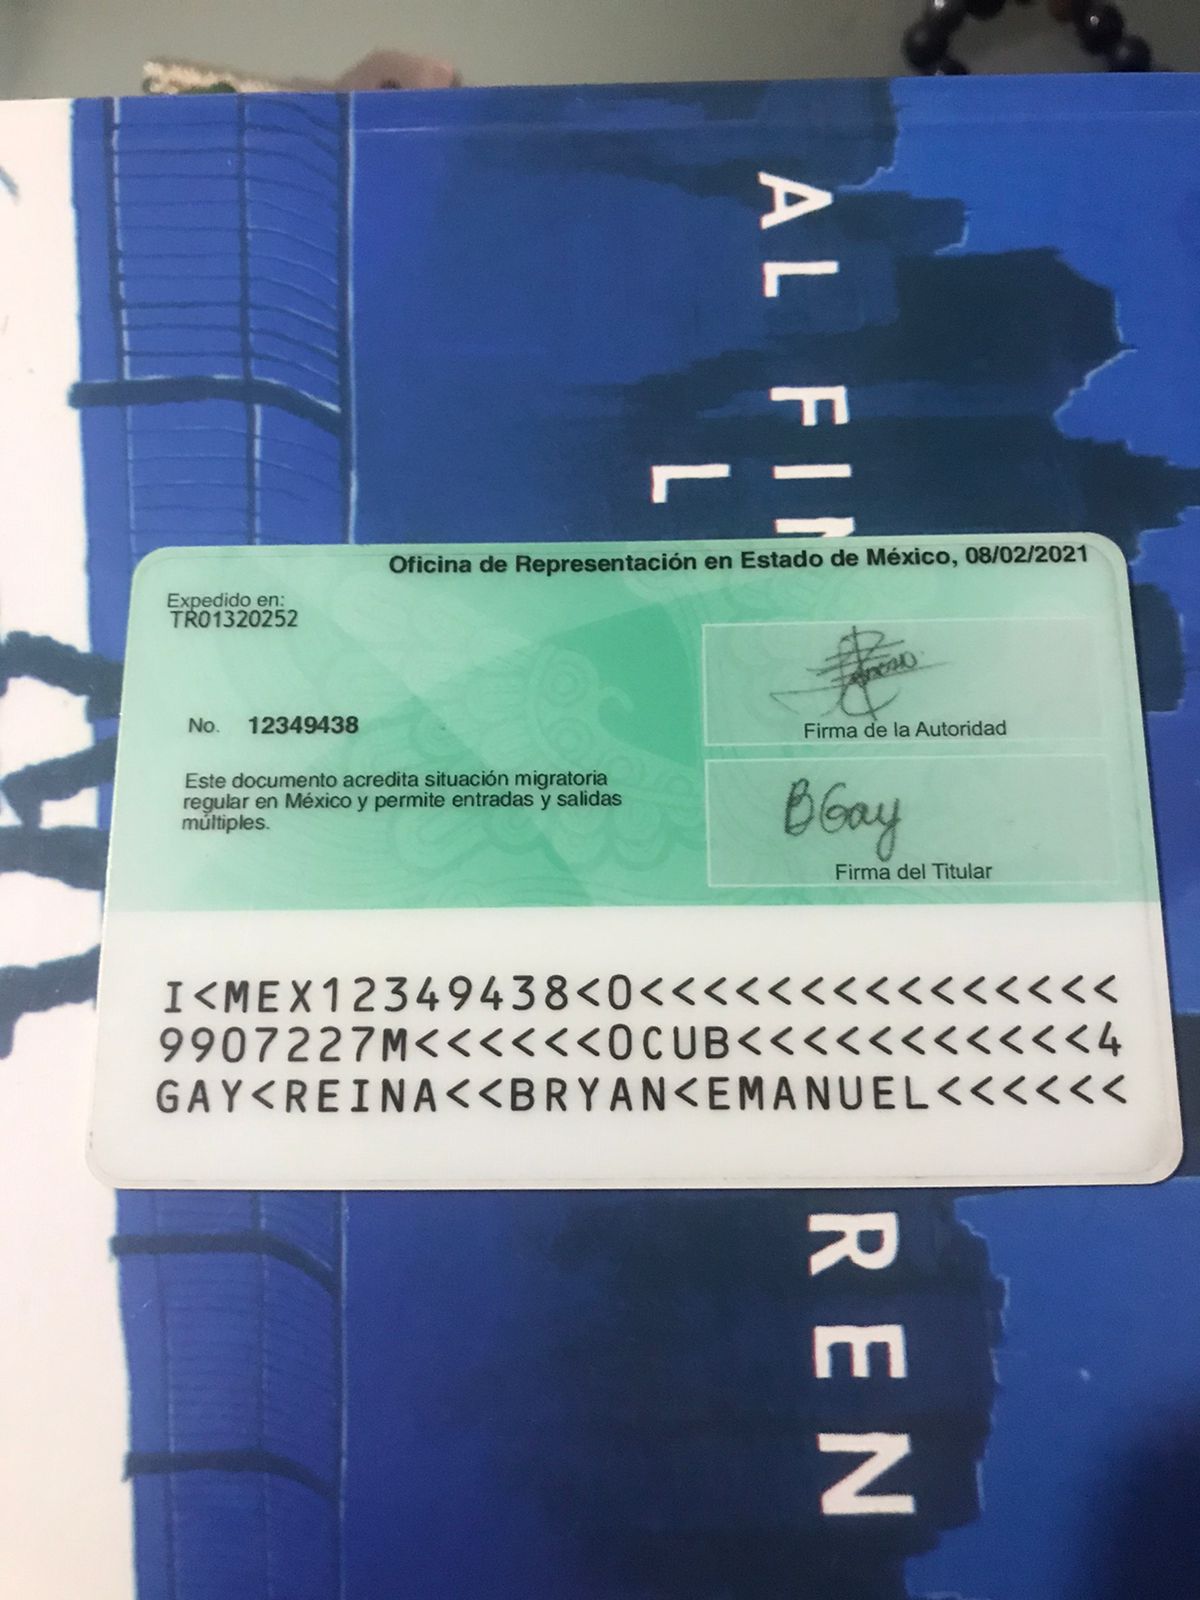 AL FIN
L
Oficina de Representación en Estado de México, 08/02/2021
Expedido en:
TR01320252
No. 12349438
Este documento acredita situación migratoria
regular en México y permite entradas y salidas
múltiples.
Firma de la Autoridad
BGay
Firma del Titular
I<MEX12349438<0<<<<<<<<<<<<<<<
9907227M<<<<<<0CUB<<<<<<<<<<<4
GAY<REINA<<BRYAN<EMANUEL<<<<<<
REN